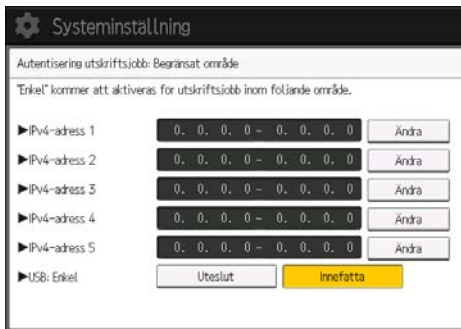 Systeminställning
Autentisering utskriftsjobb: Begränsat område
"Enkel" kommer att aktiveras för utskriftsjobb inom följande område.
▶IPv4-adress 1 0. 0. 0. 0 - 0. 0. 0. 0 Ändra
▶IPv4-adress 2 0. 0. 0. 0 - 0. 0. 0. 0 Ändra
▶IPv4-adress 3 0. 0. 0. 0 - 0. 0. 0. 0 Ändra
▶IPv4-adress 4 0. 0. 0. 0 - 0. 0. 0. 0 Ändra
▶IPv4-adress 5 0. 0. 0. 0 - 0. 0. 0. 0 Ändra
▶USB: Enkel Uteslut Innefatta